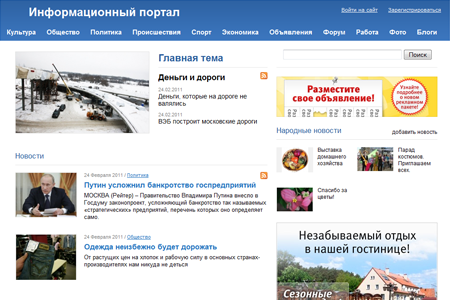 Информационный портал
Войти на сайт Зарегистрироваться
Культура Общество Политика Происшествия Спорт Экономика Объявления Форум Работа Фото Блоги
Главная тема
Деньги и дороги
24.02.2011
Деньги, которые на дороге не
валялись
24.02.2011
ВЭБ построит московские дороги
Поиск
Разместите
свое объявление!
Узнайте
подробнее
о новом
рекламном
пакете!
Народные новости
добавить новость
Выставка
домашнего
хозяйства
Парад
костюмов.
Приглашаем
всех.
Спасибо за
цветы!
Новости
24 Февраля 2011 / Политика
Путин усложнил банкротство госпредприятий
МОСКВА (Рейтер) – Правительство Владимира Путина внесло в
Госдуму законопроект, усложняющий банкротство так называемых
«стратегических» предприятий, перечень которых оно определяет
само.
24 Февраля 2011 / Общество
Одежда неизбежно будет дорожать
От растущих цен на хлопок и рабочую силу в основных странах-
производителях нам никуда не деться
Незабываемый отдых
в нашей гостинице!
Сезонные